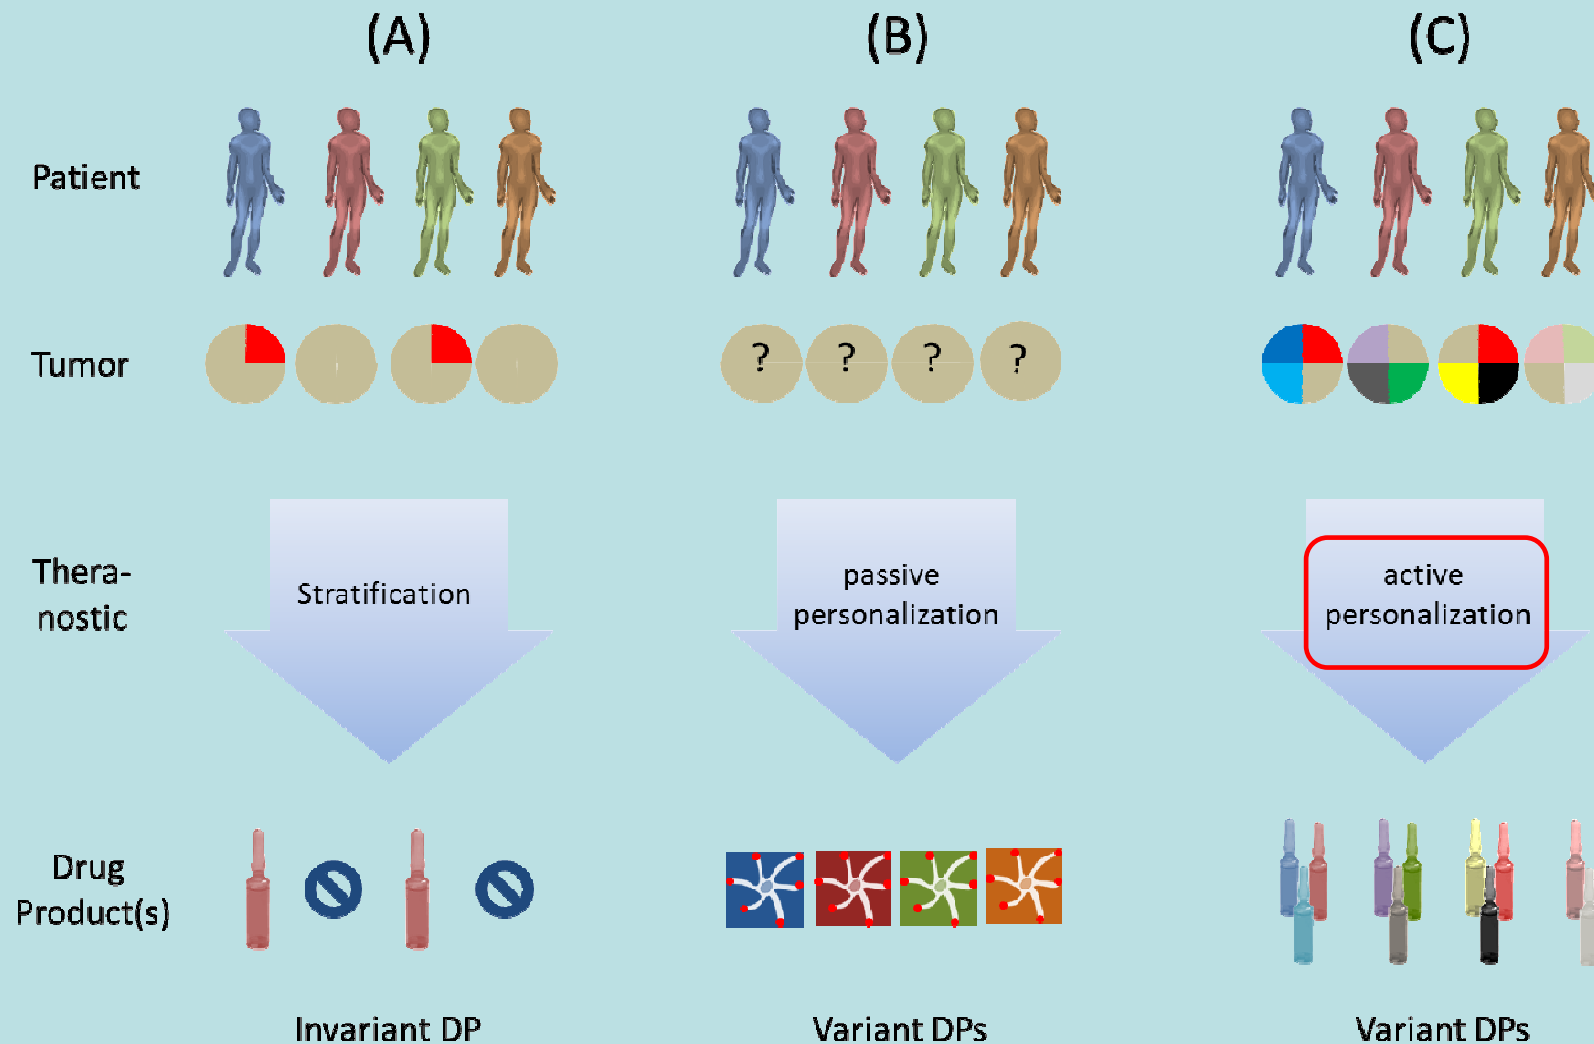 (A) (B) (C)
Patient
Tumor
? ? ? ?
Thera-
nostic
Stratification
passive
personalization
active
personalization
Drug
Product(s)
Invariant DP
Variant DPs
Variant DPs